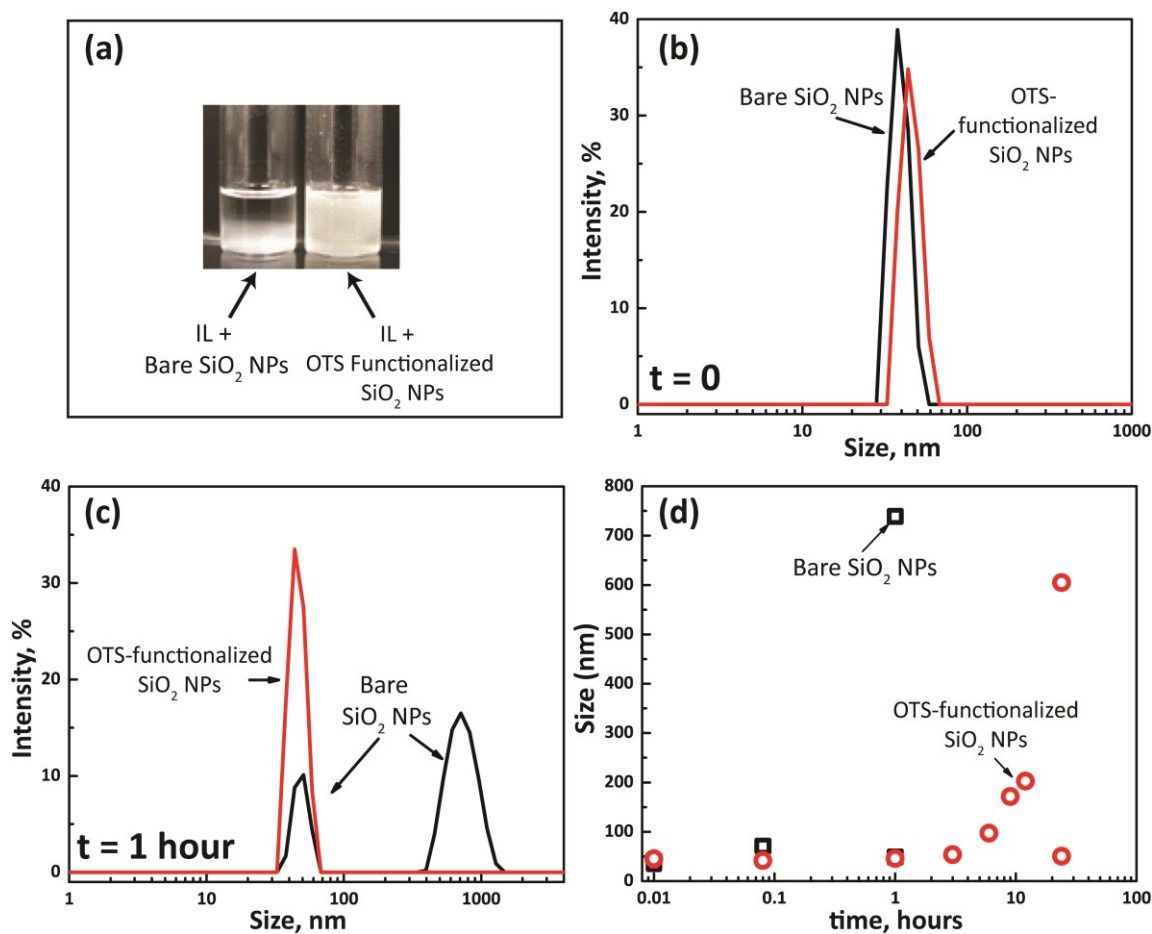 (a)
IL +
Bare SiO₂ NPs
IL +
OTS Functionalized
SiO₂ NPs
(b)
40
30
20
10
0
Intensity, %
Bare SiO₂ NPs
OTS-
functionalized
SiO₂ NPs
t = 0
1
10
100
1000
Size, nm
(c)
40
30
20
10
0
Intensity, %
OTS-functionalized
SiO₂ NPs
Bare
SiO₂ NPs
t = 1 hour
1
10
100
1000
Size, nm
(d)
800
700
600
500
400
300
200
100
0
Size (nm)
Bare SiO₂ NPs
OTS-functionalized
SiO₂ NPs
0.01
0.1
1
10
100
time, hours